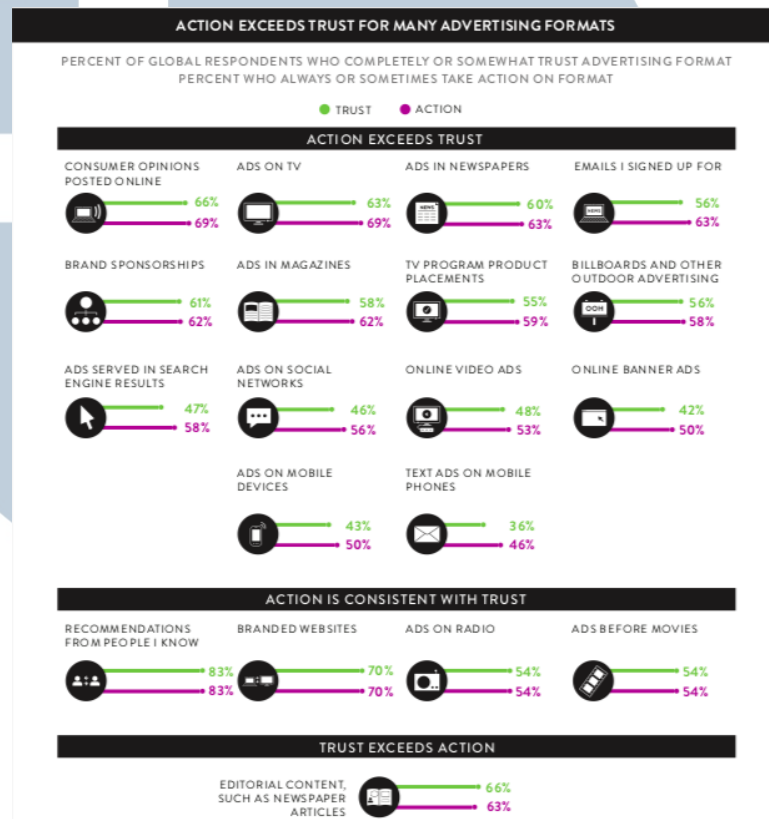 ACTION EXCEEDS TRUST FOR MANY ADVERTISING FORMATS
PERCENT OF GLOBAL RESPONDENTS WHO COMPLETELY OR SOMEWHAT TRUST ADVERTISING FORMAT
PERCENT WHO ALWAYS OR SOMETIMES TAKE ACTION ON FORMAT
TRUST ACTION
ACTION EXCEEDS TRUST
CONSUMER OPINIONS
POSTED ONLINE
66%
69%
ADS ON TV
63%
69%
ADS IN NEWSPAPERS
NEWS
60%
63%
EMAILS I SIGNED UP FOR
NEWS
56%
63%
BRAND SPONSORSHIPS
61%
62%
ADS IN MAGAZINES
58%
62%
TV PROGRAM PRODUCT
PLACEMENTS
55%
59%
BILLBOARDS AND OTHER
OUTDOOR ADVERTISING
OOH
56%
58%
ADS SERVED IN SEARCH
ENGINE RESULTS
47%
58%
ADS ON SOCIAL
NETWORKS
46%
56%
ONLINE VIDEO ADS
48%
53%
ONLINE BANNER ADS
42%
50%
ADS ON MOBILE
DEVICES
43%
50%
TEXT ADS ON MOBILE
PHONES
36%
46%
ACTION IS CONSISTENT WITH TRUST
RECOMMENDATIONS
FROM PEOPLE I KNOW
83%
83%
BRANDED WEBSITES
70%
70%
ADS ON RADIO
54%
54%
ADS BEFORE MOVIES
54%
54%
TRUST EXCEEDS ACTION
EDITORIAL CONTENT,
SUCH AS NEWSPAPER
ARTICLES
66%
63%